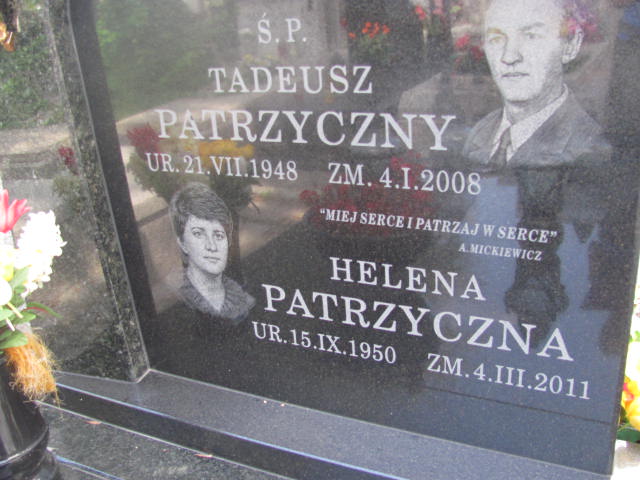 Ś.P.
TADEUSZ
PATRZYCZNY
UR. 21.VII.1948 ZM. 4.I.2008
"MIEJ SERCE I PATRZAJ W SERCE"
A.MICKIEWICZ
HELENA
PATRZYCZNA
UR. 15.IX.1950 ZM. 4.III.2011